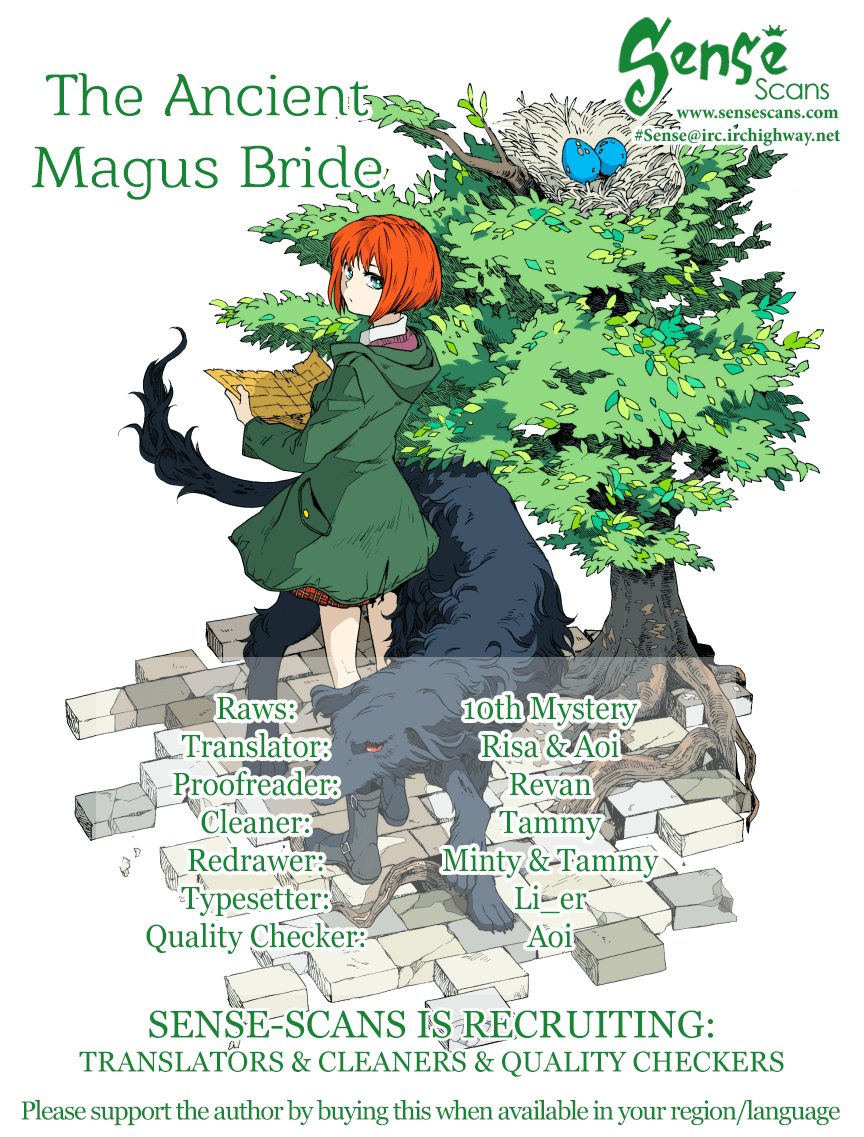 The Ancient
Magus Bride
Sense
Scans
www.sensescans.com
#Sense@irc.irchighway.net
Raws: 10th Mystery
Translator: Risa & Aoi
Proofreader: Revan
Cleaner: Tammy
Redrawer: Minty & Tammy
Typesetter: Li_er
Quality Checker: Aoi
SENSE-SCANS IS RECRUITING:
TRANSLATORS & CLEANERS & QUALITY CHECKERS
Please support the author by buying this when available in your region/language